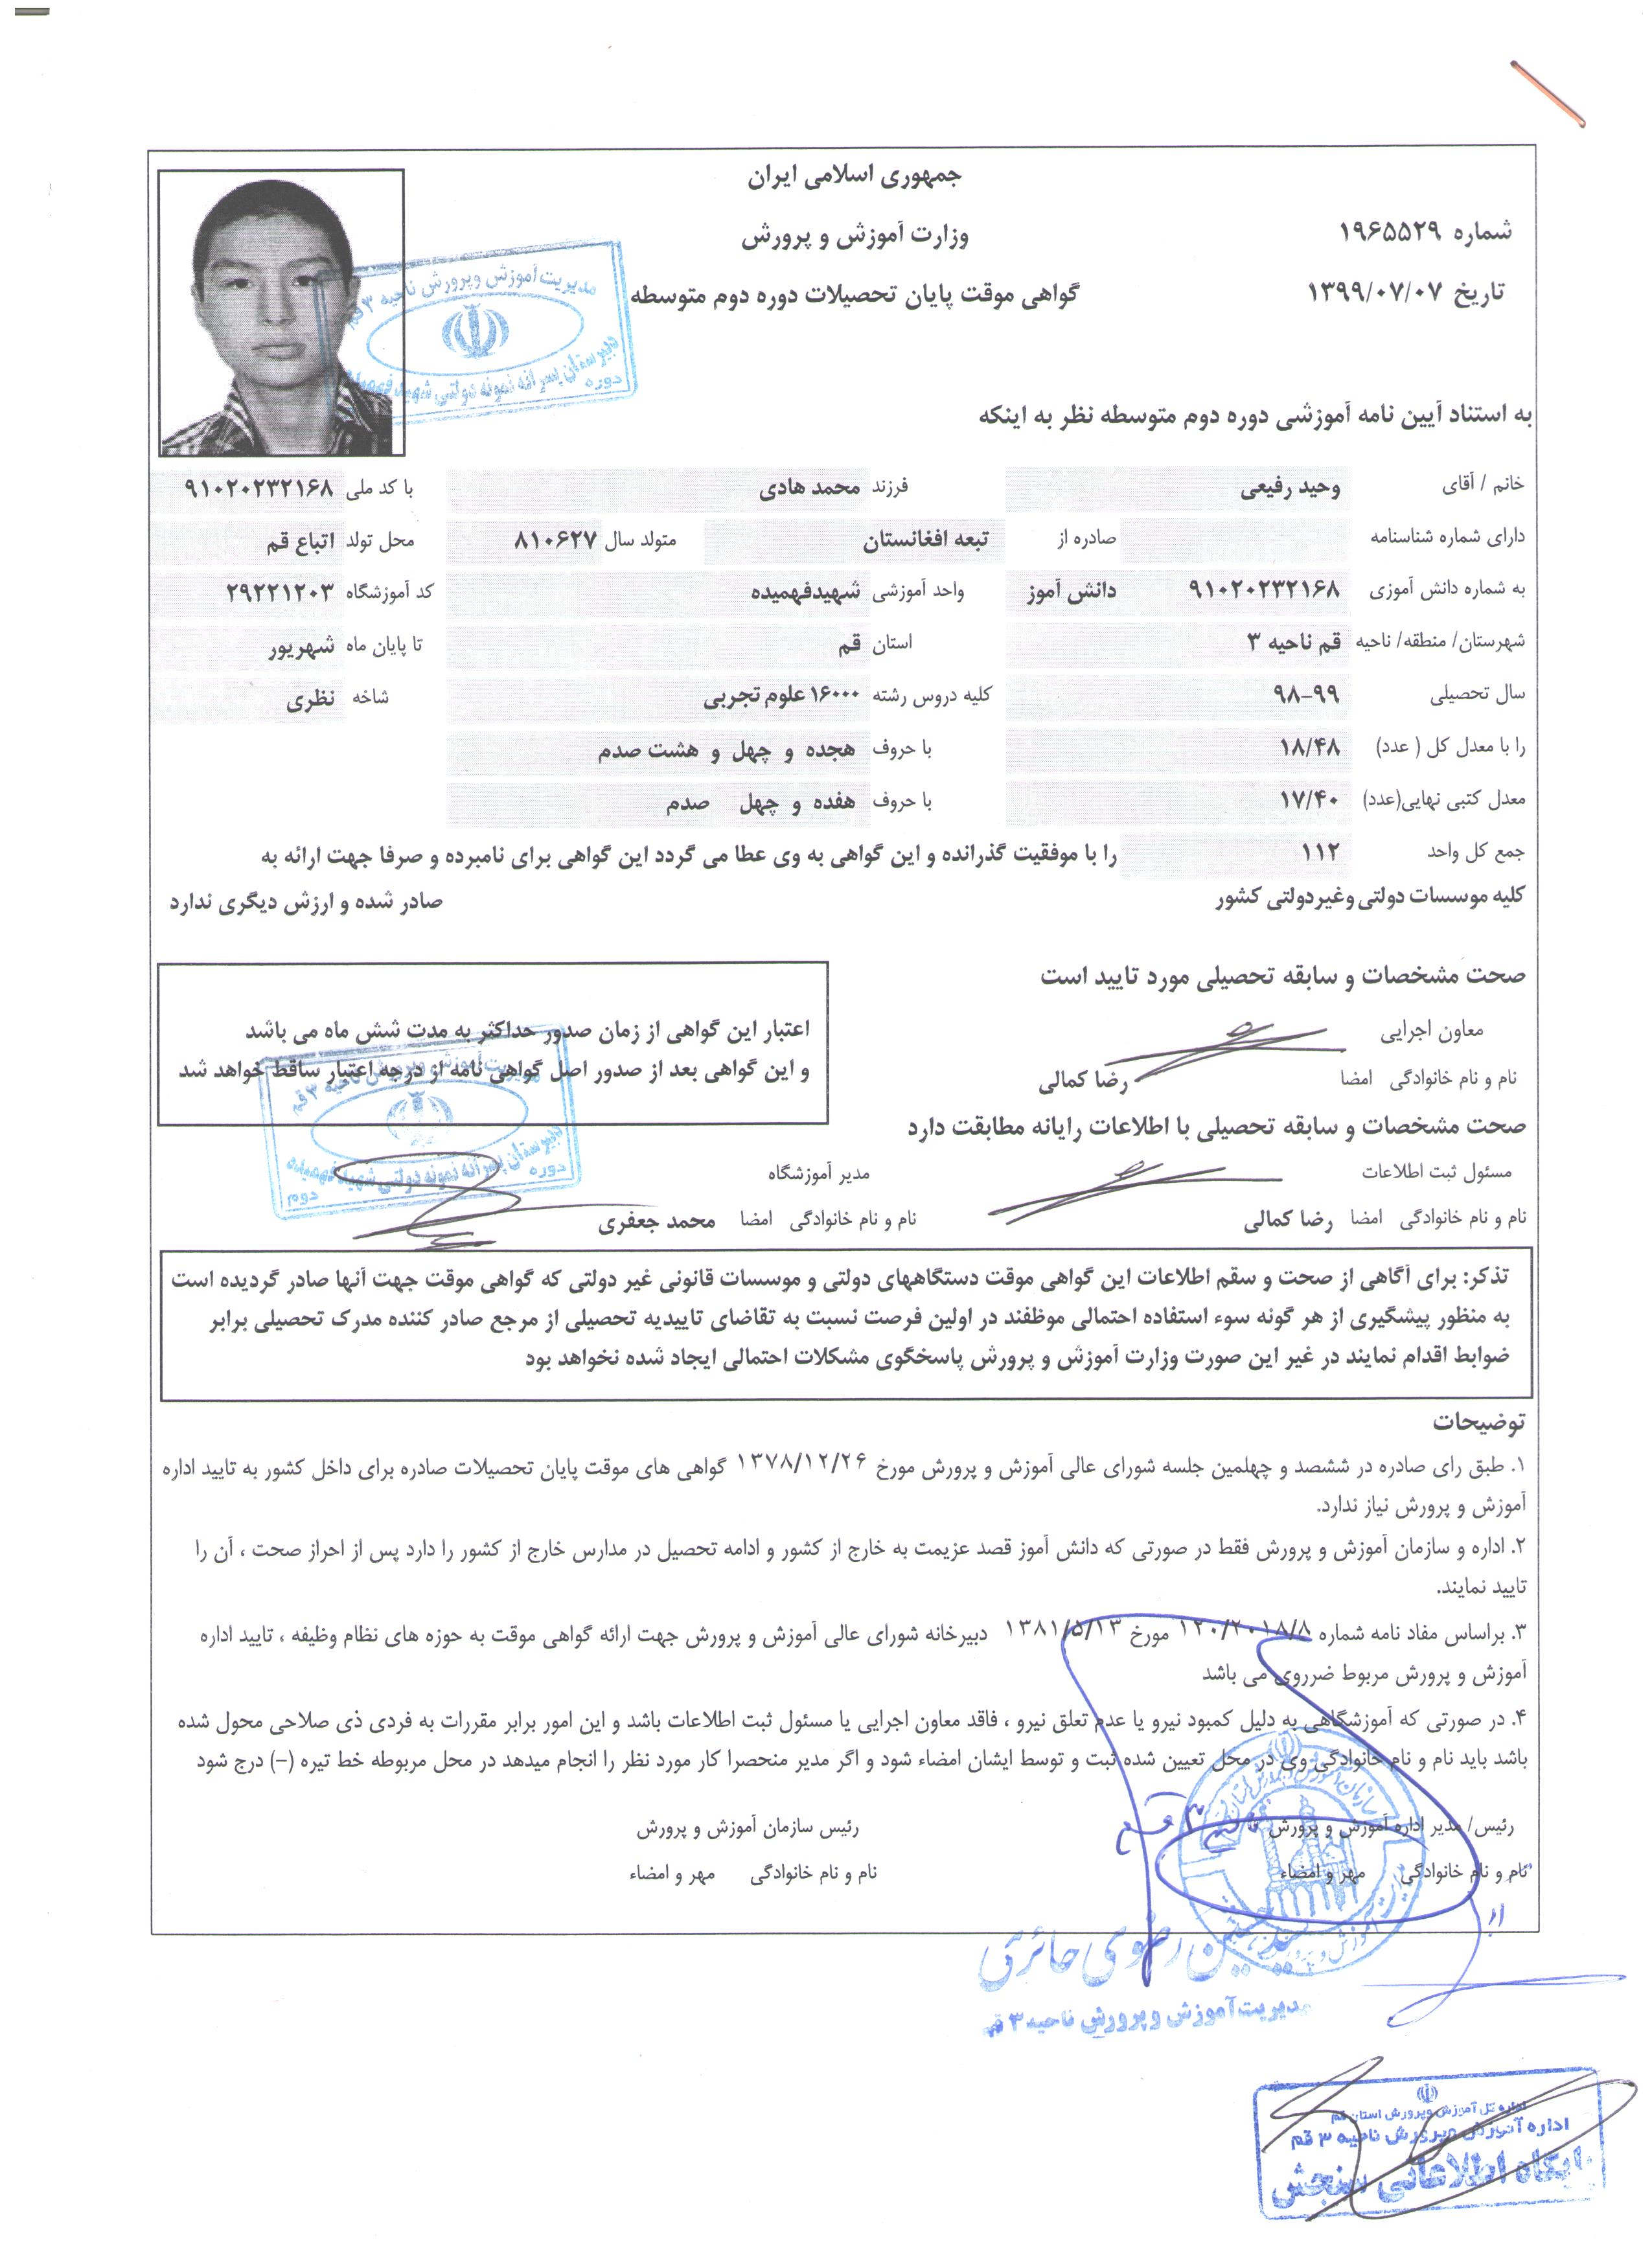 جمهوری اسلامی ایران
وزارت آموزش و پرورش
گواهی موقت پایان تحصیلات دوره دوم متوسطه
شماره ۱۹۶۵۵۲۹
تاریخ ۱۳۹۹/۰۷/۰۷
مدیریت آموزش وپرورش ناحیه ۳ قم
دبیرستان پسرانه نمونه دولتی شهید فهمیده
دوره
به استناد آیین نامه آموزشی دوره دوم متوسطه نظر به اینکه
خانم / آقای وحید رفیعی فرزند محمد هادی با کد ملی ۹۱۰۲۰۲۳۲۱۶۸
دارای شماره شناسنامه صادره از تبعه افغانستان متولد سال ۸۱۰۶۲۷ محل تولد اتباع قم
به شماره دانش آموزی ۹۱۰۲۰۲۳۲۱۶۸ دانش آموز واحد آموزشی شهیدفهمیده کد آموزشگاه ۲۹۲۲۱۲۰۳
شهرستان/ منطقه/ ناحیه قم ناحیه ۳ استان قم تا پایان ماه شهریور
سال تحصیلی ۹۸-۹۹ کلیه دروس رشته ۱۶۰۰۰ علوم تجربی شاخه نظری
را با معدل کل ( عدد) ۱۸/۴۸ با حروف هجده و چهل و هشت صدم
معدل کتبی نهایی(عدد) ۱۷/۴۰ با حروف هفده و چهل صدم
جمع کل واحد ۱۱۲ را با موفقیت گذرانده و این گواهی به وی عطا می گردد این گواهی برای نامبرده و صرفا جهت ارائه به
کلیه موسسات دولتی وغیردولتی کشور صادر شده و ارزش دیگری ندارد
صحت مشخصات و سابقه تحصیلی مورد تایید است
معاون اجرایی
نام و نام خانوادگی امضا رضا کمالی
اعتبار این گواهی از زمان صدور حداکثر به مدت شش ماه می باشد
و این گواهی بعد از صدور اصل گواهی نامه از درجه اعتبار ساقط خواهد شد
مدیریت آموزش وپرورش ناحیه ۳ قم
دبیرستان پسرانه نمونه دولتی شهید فهمیده
دوره دوم
صحت مشخصات و سابقه تحصیلی با اطلاعات رایانه مطابقت دارد
مسئول ثبت اطلاعات مدیر آموزشگاه
نام و نام خانوادگی امضا رضا کمالی نام و نام خانوادگی امضا محمد جعفری
تذکر: برای آگاهی از صحت و سقم اطلاعات این گواهی موقت دستگاههای دولتی و موسسات قانونی غیر دولتی که گواهی موقت جهت آنها صادر گردیده است
به منظور پیشگیری از هر گونه سوء استفاده احتمالی موظفند در اولین فرصت نسبت به تقاضای تاییدیه تحصیلی از مرجع صادر کننده مدرک تحصیلی برابر
ضوابط اقدام نمایند در غیر این صورت وزارت آموزش و پرورش پاسخگوی مشکلات احتمالی ایجاد شده نخواهد بود
توضیحات
۱. طبق رای صادره در ششصد و چهلمین جلسه شورای عالی آموزش و پرورش مورخ ۱۳۷۸/۱۲/۲۶ گواهی های موقت پایان تحصیلات صادره برای داخل کشور به تایید اداره
آموزش و پرورش نیاز ندارد.
۲. اداره و سازمان آموزش و پرورش فقط در صورتی که دانش آموز قصد عزیمت به خارج از کشور و ادامه تحصیل در مدارس خارج از کشور را دارد پس از احراز صحت ، آن را
تایید نمایند.
۳. براساس مفاد نامه شماره ۱۲۰/۲۰۱۸/۸ مورخ ۱۳۸۱/۵/۱۳ دبیرخانه شورای عالی آموزش و پرورش جهت ارائه گواهی موقت به حوزه های نظام وظیفه ، تایید اداره
آموزش و پرورش مربوط ضرروی می باشد
۴. در صورتی که آموزشگاهی به دلیل کمبود نیرو یا عدم تعلق نیرو ، فاقد معاون اجرایی یا مسئول ثبت اطلاعات باشد و این امور برابر مقررات به فردی ذی صلاحی محول شده
باشد باید نام و نام خانوادگی وی در محل تعیین شده ثبت و توسط ایشان امضاء شود و اگر مدیر منحصرا کار مورد نظر را انجام میدهد در محل مربوطه خط تیره (–) درج شود
رئیس/ مدیر اداره آموزش و پرورش ناحیه ۳ قم رئیس سازمان آموزش و پرورش
نام و نام خانوادگی مهر و امضاء نام و نام خانوادگی مهر و امضاء
سیدحسین رضوی حائری
مدیریت آموزش و پرورش ناحیه ۳ قم
اداره کل آموزش وپرورش استان قم
اداره آموزش وپرورش ناحیه ۳ قم
پایگاه اطلاعاتی سنجش